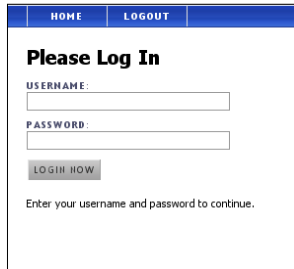 HOME LOGOUT
Please Log In
USERNAME:
PASSWORD:
LOGIN NOW
Enter your username and password to continue.